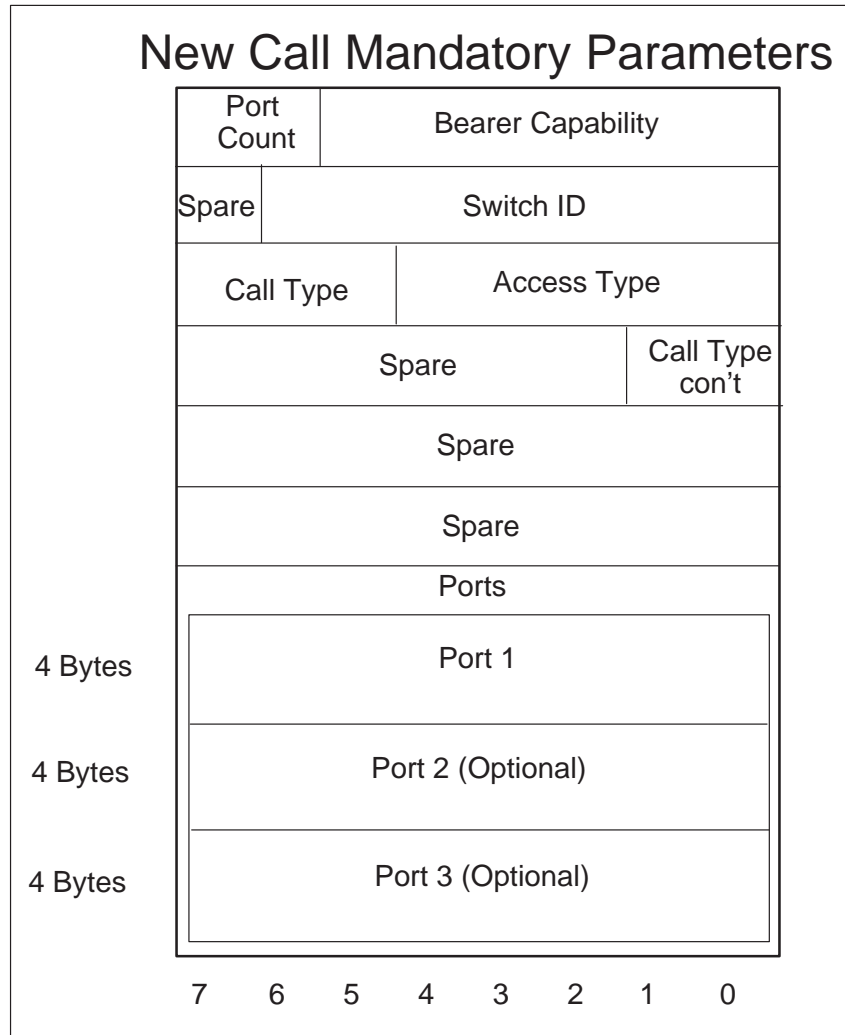 New Call Mandatory Parameters
Port
Count
Bearer Capability
Spare
Switch ID
Call Type
Access Type
Spare
Call Type
con’t
Spare
Spare
Ports
4 Bytes
Port 1
4 Bytes
Port 2 (Optional)
4 Bytes
Port 3 (Optional)
7 6 5 4 3 2 1 0